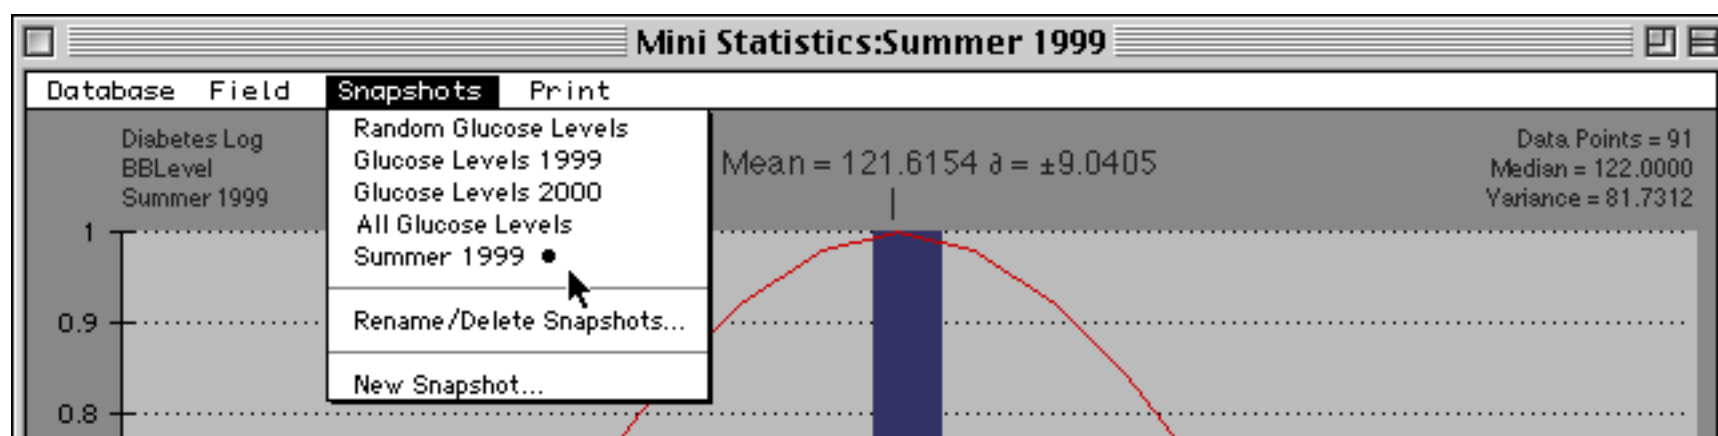 Mini Statistics:Summer 1999
Database Field Snapshots Print
Random Glucose Levels
Glucose Levels 1999
Glucose Levels 2000
All Glucose Levels
Summer 1999 •
Rename/Delete Snapshots...
New Snapshot...
Diabetes Log
BBLevel
Summer 1999
Mean = 121.6154 ∂ = ±9.0405
Data Points = 91
Median = 122.0000
Variance = 81.7312
1
0.9
0.8